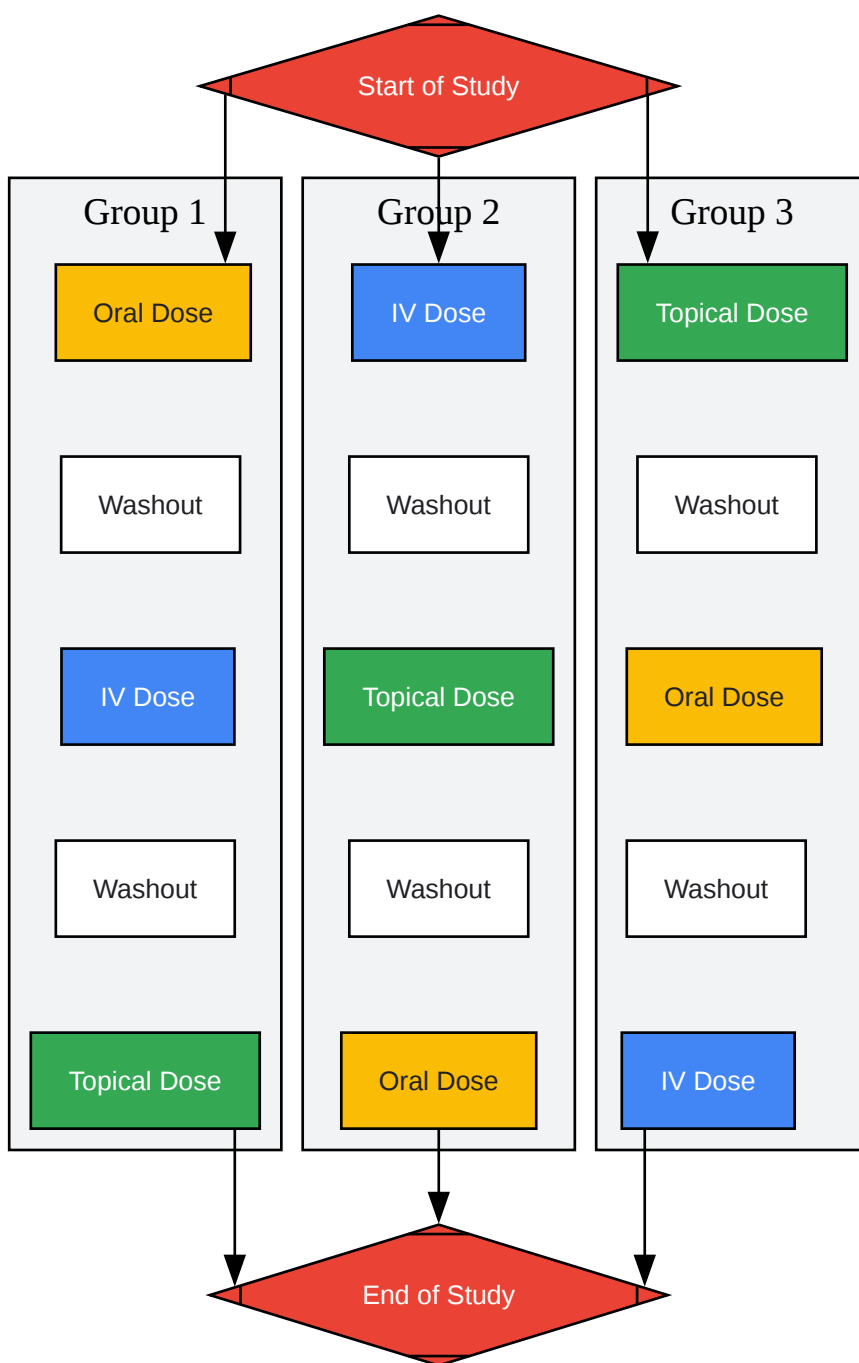 Start of Study
Group 1
Group 2
Group 3
Oral Dose
IV Dose
Topical Dose
Washout
Washout
Washout
IV Dose
Topical Dose
Oral Dose
Washout
Washout
Washout
Topical Dose
Oral Dose
IV Dose
End of Study